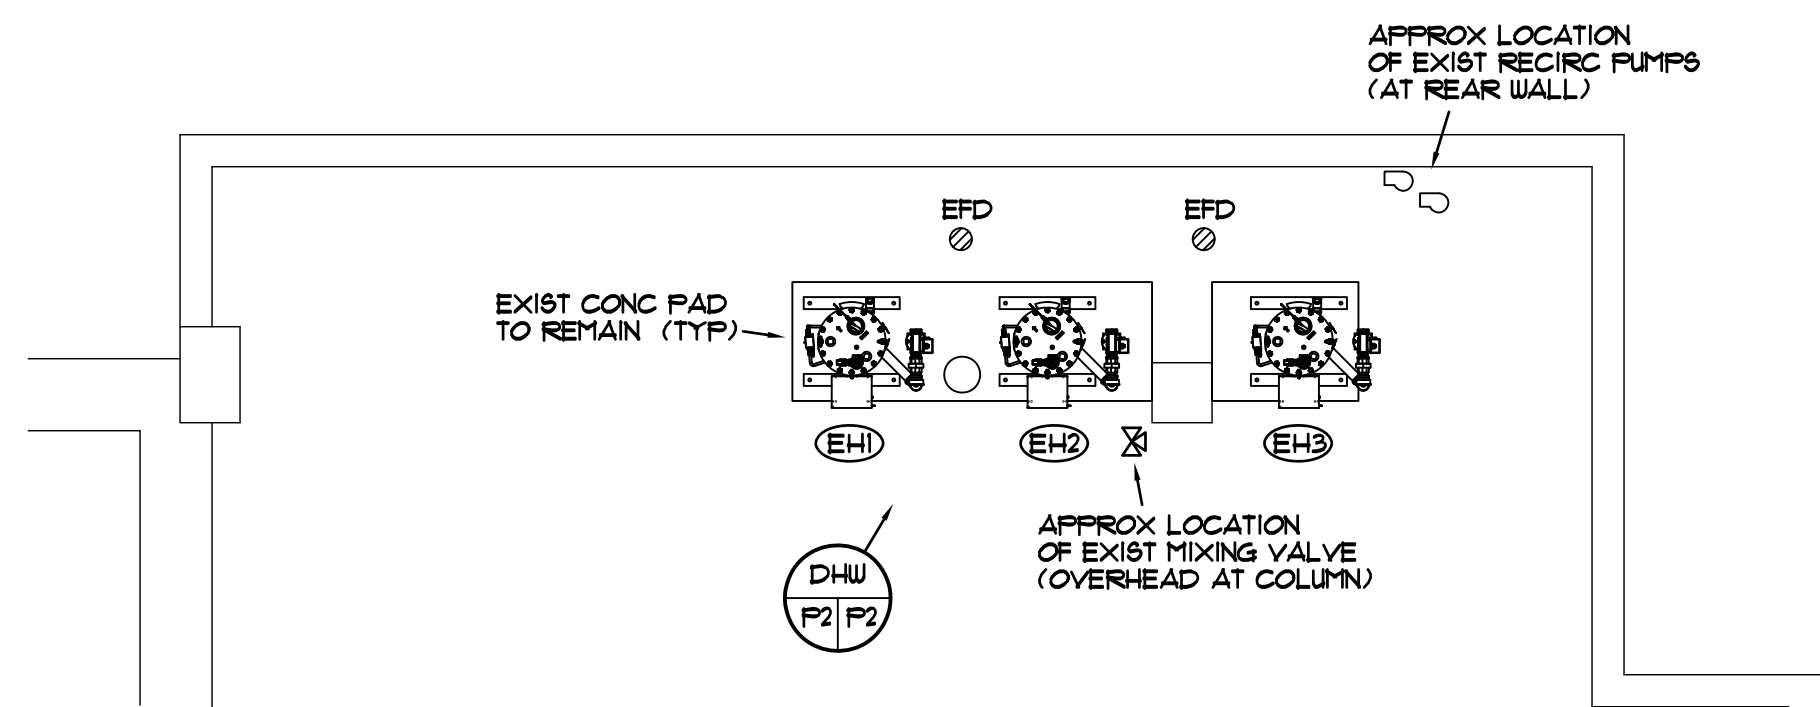 APPROX LOCATION
OF EXIST RECIRC PUMPS
(AT REAR WALL)
EFD
EFD
EXIST CONC PAD
TO REMAIN (TYP)
EH1
EH2
EH3
APPROX LOCATION
OF EXIST MIXING VALVE
(OVERHEAD AT COLUMN)
DHW
P2 P2